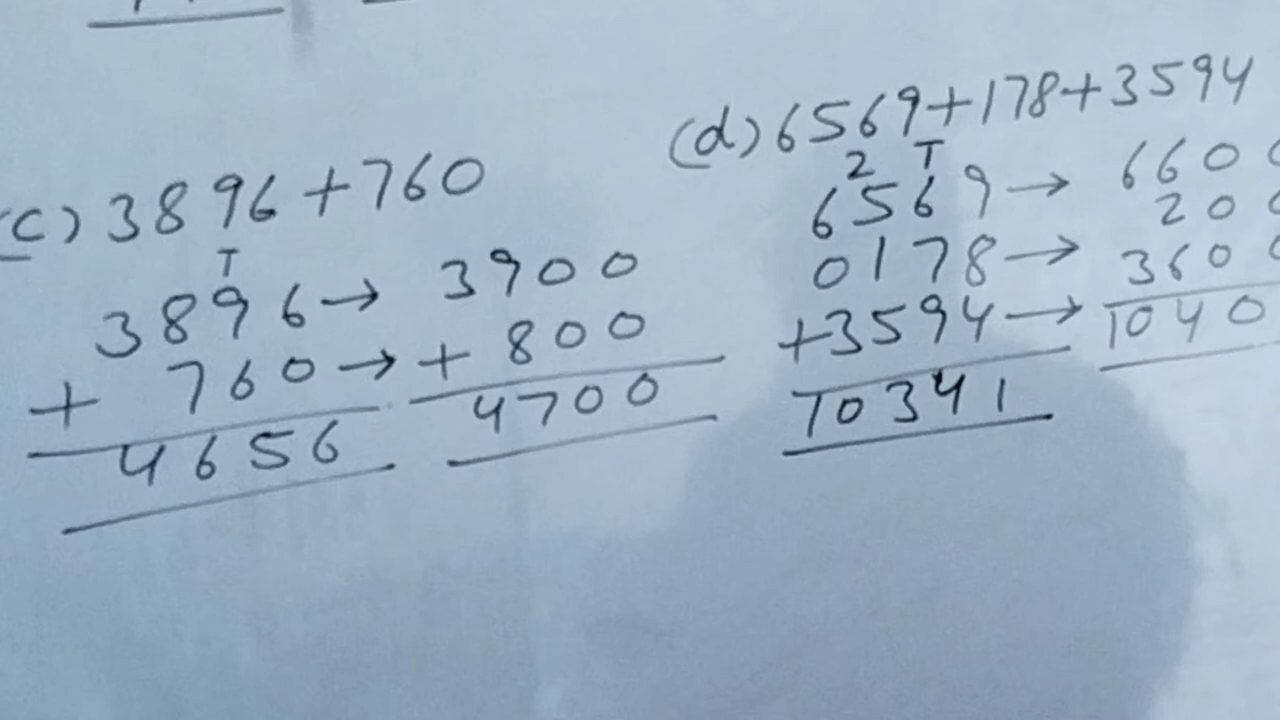 (c) 3896+760
T
3896→ 3900
+ 760→ + 800
4656 4700
(d) 6569+178+3594
2 T
6569→ 660
0178→ 20
+3594→ 360
10341 1040